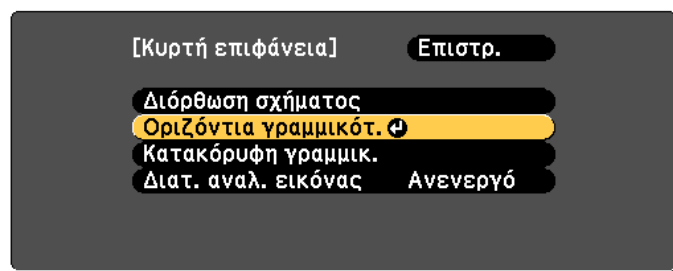 [Κυρτή επιφάνεια] Επιστρ.
Διόρθωση σχήματος
Οριζόντια γραμμικότ.
Κατακόρυφη γραμμικ.
Διατ. αναλ. εικόνας Ανενεργό